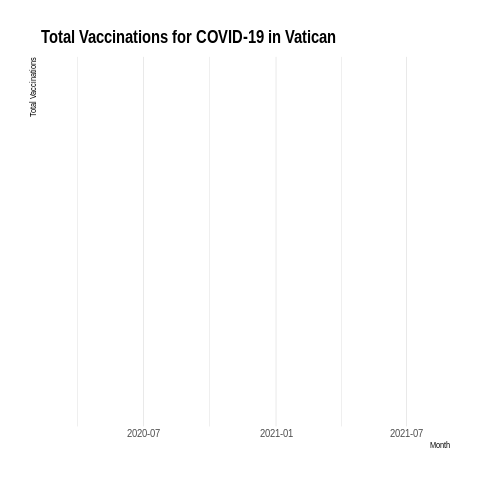 Total Vaccinations for COVID-19 in Vatican
Total Vaccinations
2020-07
2021-01
2021-07
Month